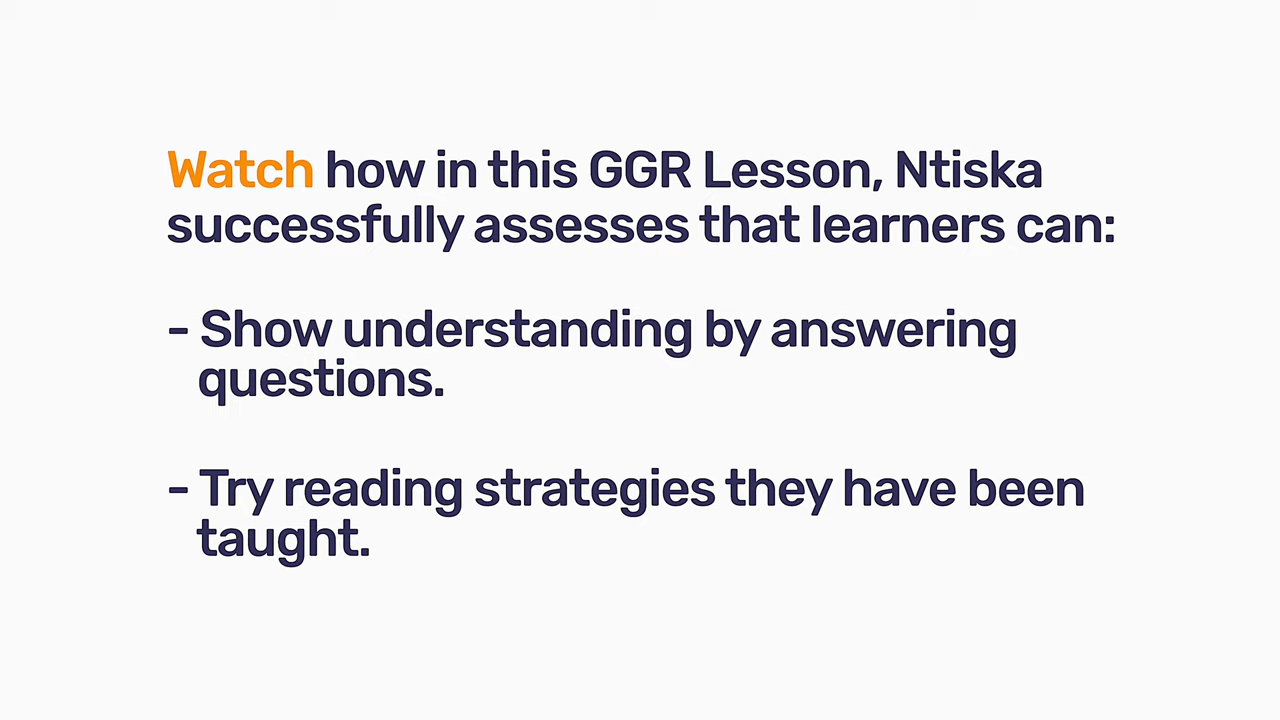 Watch how in this GGR Lesson, Ntiska
successfully assesses that learners can:
- Show understanding by answering
questions.
- Try reading strategies they have been
taught.